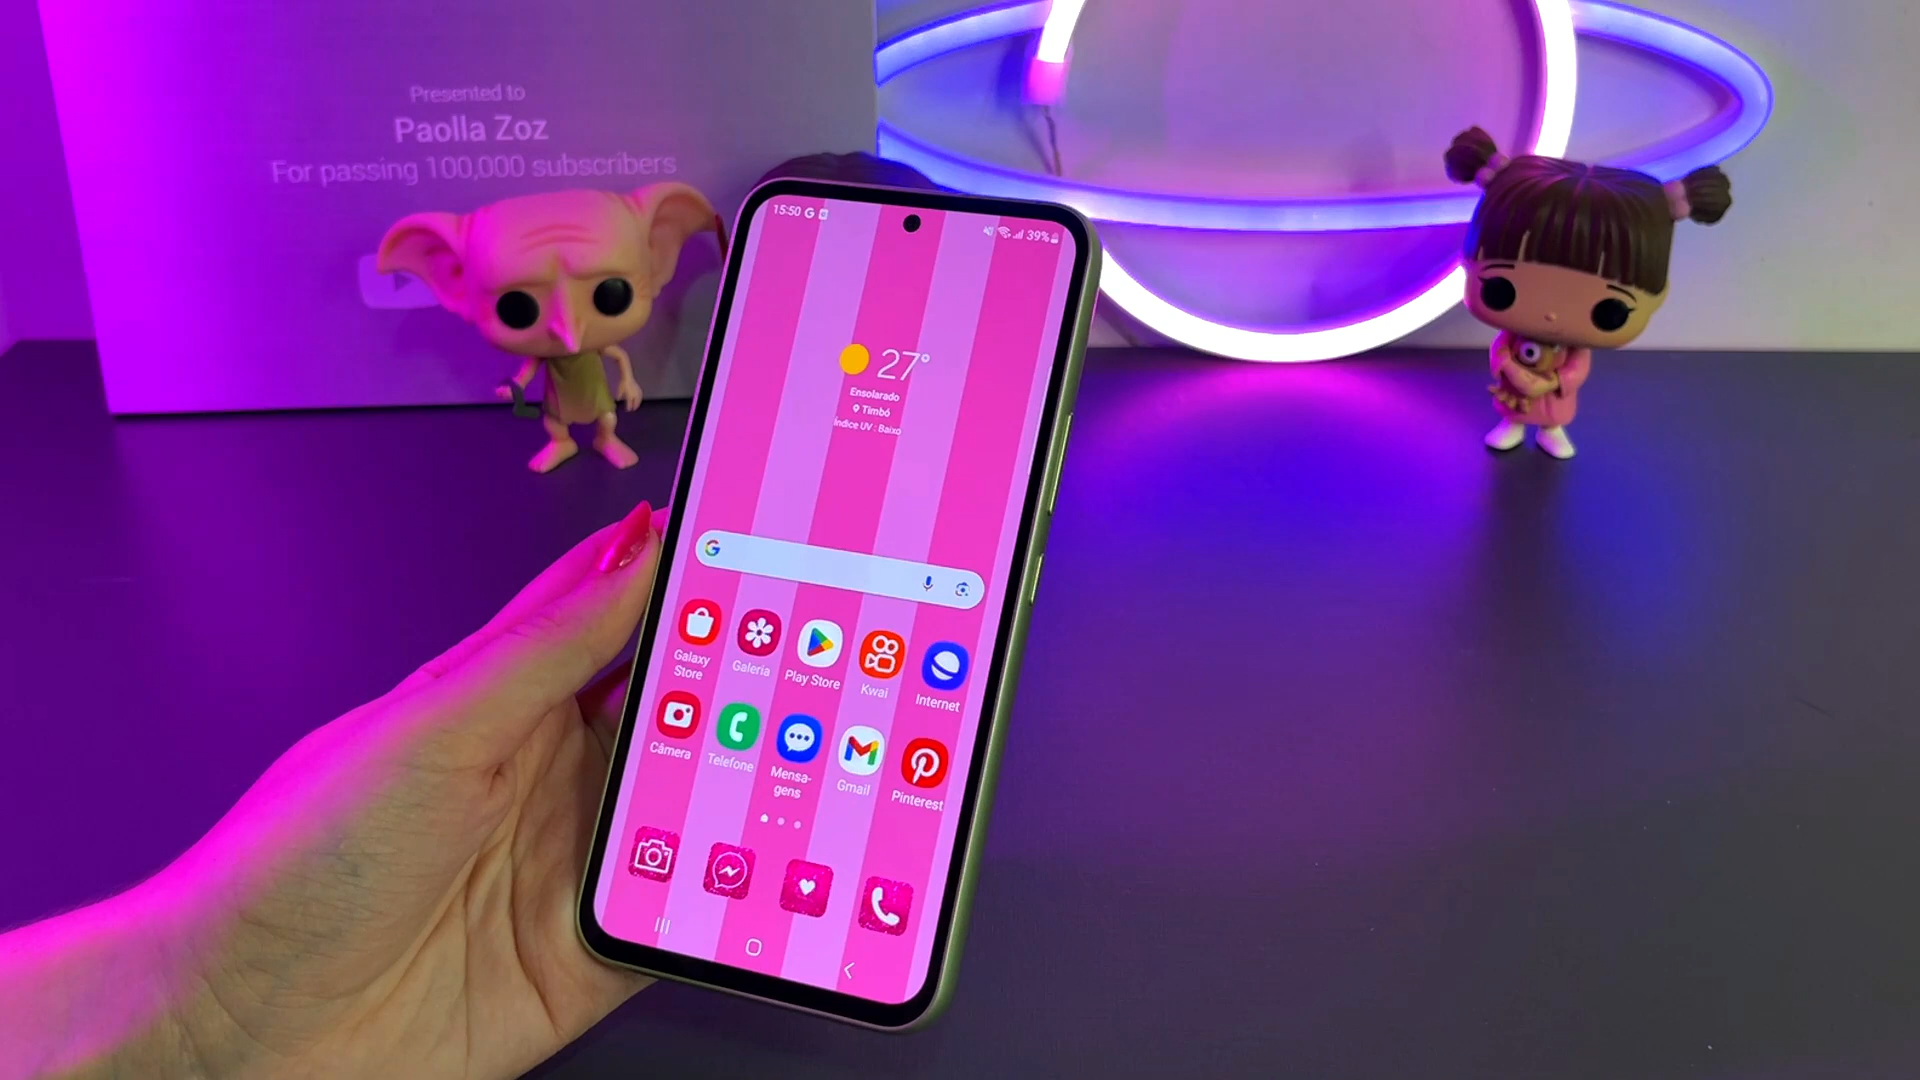 Presented to
Paolla Zoz
For passing 100,000 subscribers
15:50 G
39%
27°
Ensolarado
Timbó
Índice UV : Baixo
G
Galaxy
Store
Galeria
Play Store
Kwai
Internet
Câmera
Telefone
Mensa-
gens
Gmail
Pinterest